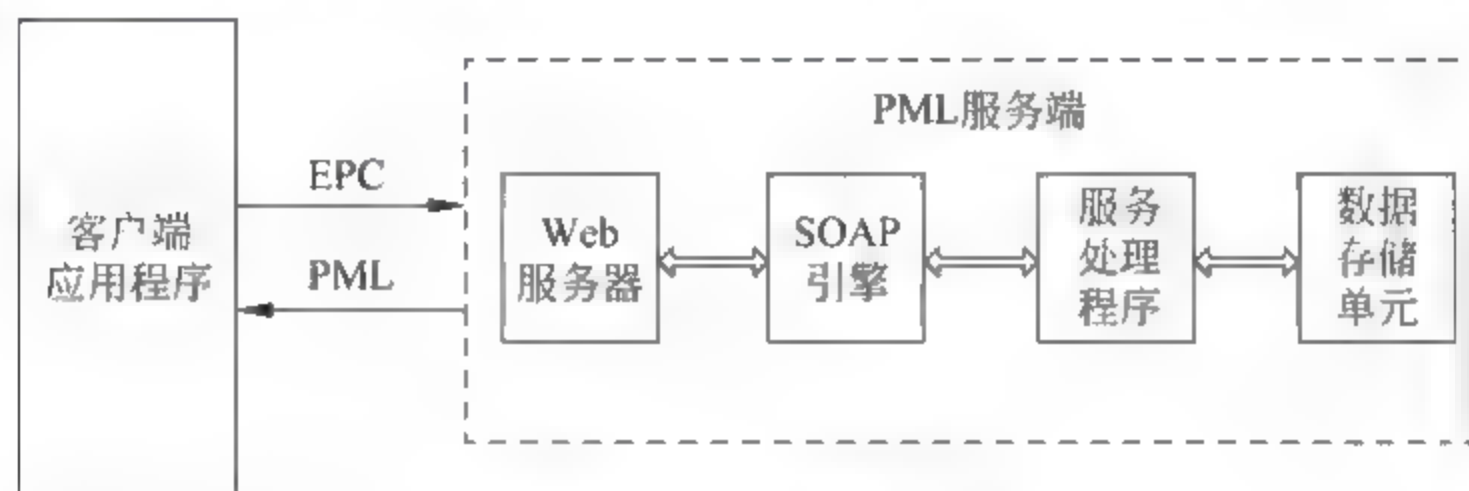 PML服务端
EPC
PML
客户端
应用程序
Web
服务器
SOAP
引擎
服务
处理
程序
数据
存储
单元